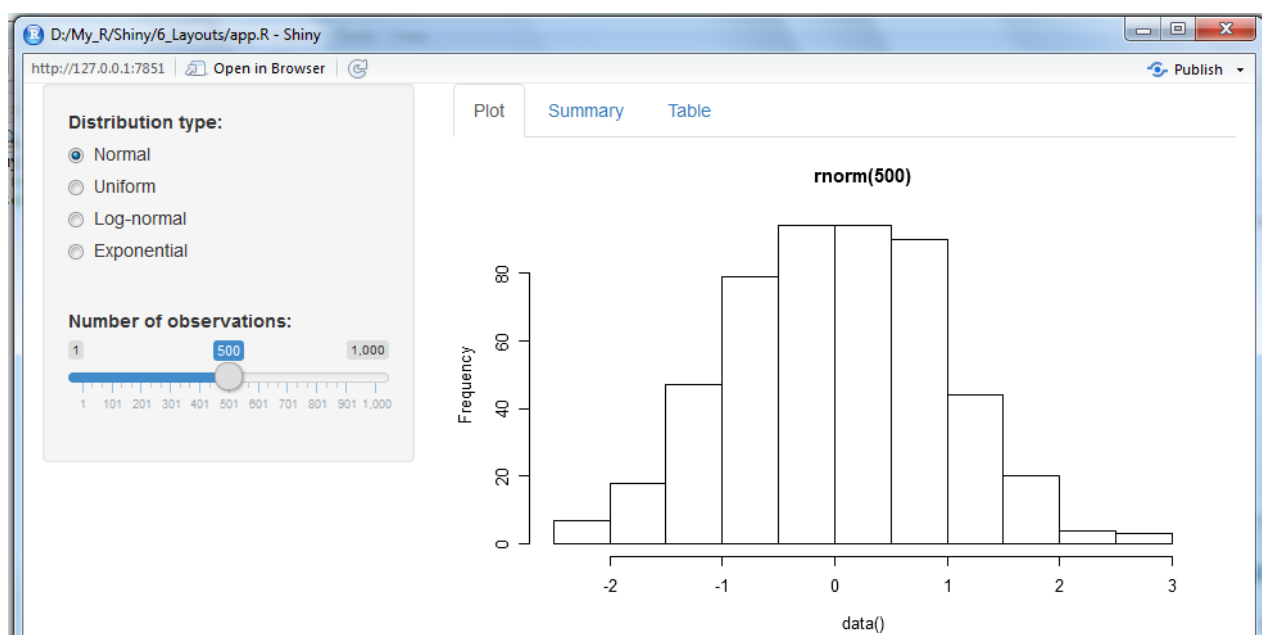 D:/My_R/Shiny/6_Layouts/app.R - Shiny
http://127.0.0.1:7851 Open in Browser Publish
Distribution type:
Normal
Uniform
Log-normal
Exponential
Number of observations:
1 500 1,000
1 101 201 301 401 501 601 701 801 901 1,000
Plot Summary Table
rnorm(500)
Frequency
80
60
40
20
0
-2 -1 0 1 2 3
data()